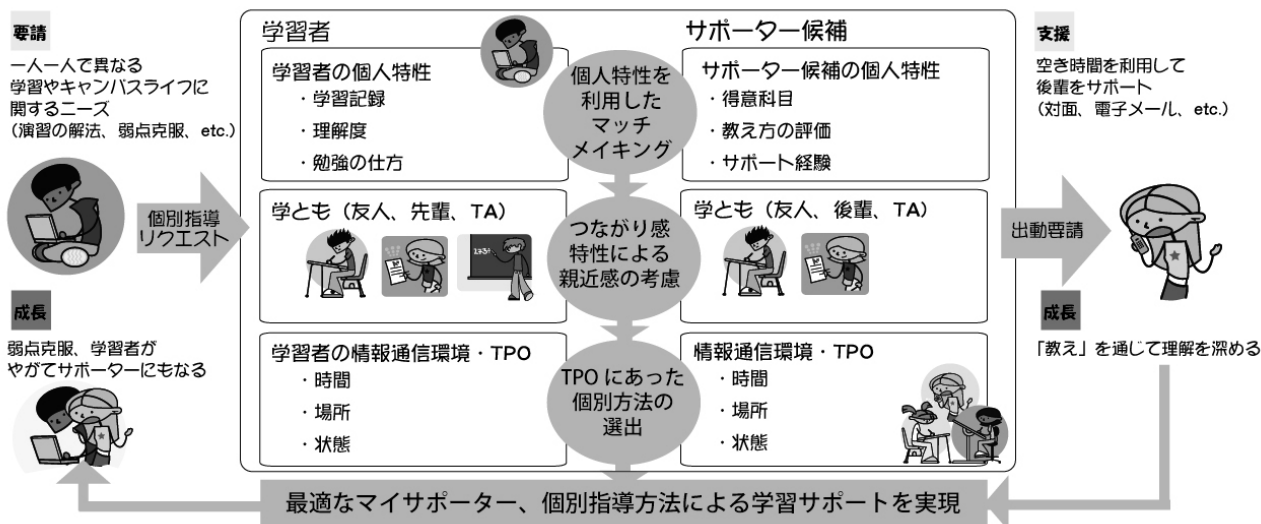 要請
一人一人で異なる
学習やキャンバスライフに
関するニーズ
(演習の解法、弱点克服、etc.)
個別指導
リクエスト
成長
弱点克服、学習者が
やがてサポーターにもなる
学習者
学習者の個人特性
・学習記録
・理解度
・勉強の仕方
学とも（友人、先輩、TA）
学習者の情報通信環境・TPO
・時間
・場所
・状態
個人特性を
利用した
マッチ
メイキング
つながり感
特性による
親近感の考慮
TPO にあった
個別方法の
選出
サポーター候補
サポーター候補の個人特性
・得意科目
・教え方の評価
・サポート経験
学とも（友人、後輩、TA）
情報通信環境・TPO
・時間
・場所
・状態
出動要請
支援
空き時間を利用して
後輩をサポート
(対面、電子メール、etc.)
成長
「教え」を通じて理解を深める
最適なマイサポーター、個別指導方法による学習サポートを実現